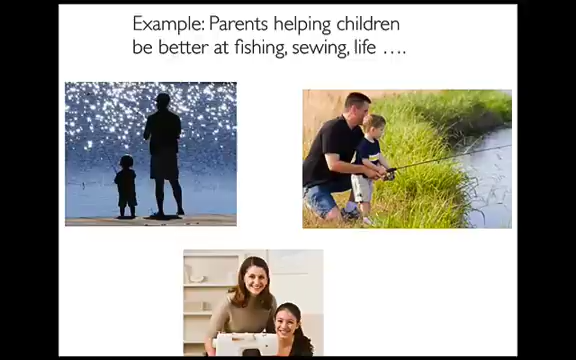 Example: Parents helping children
be better at fishing, sewing, life ….